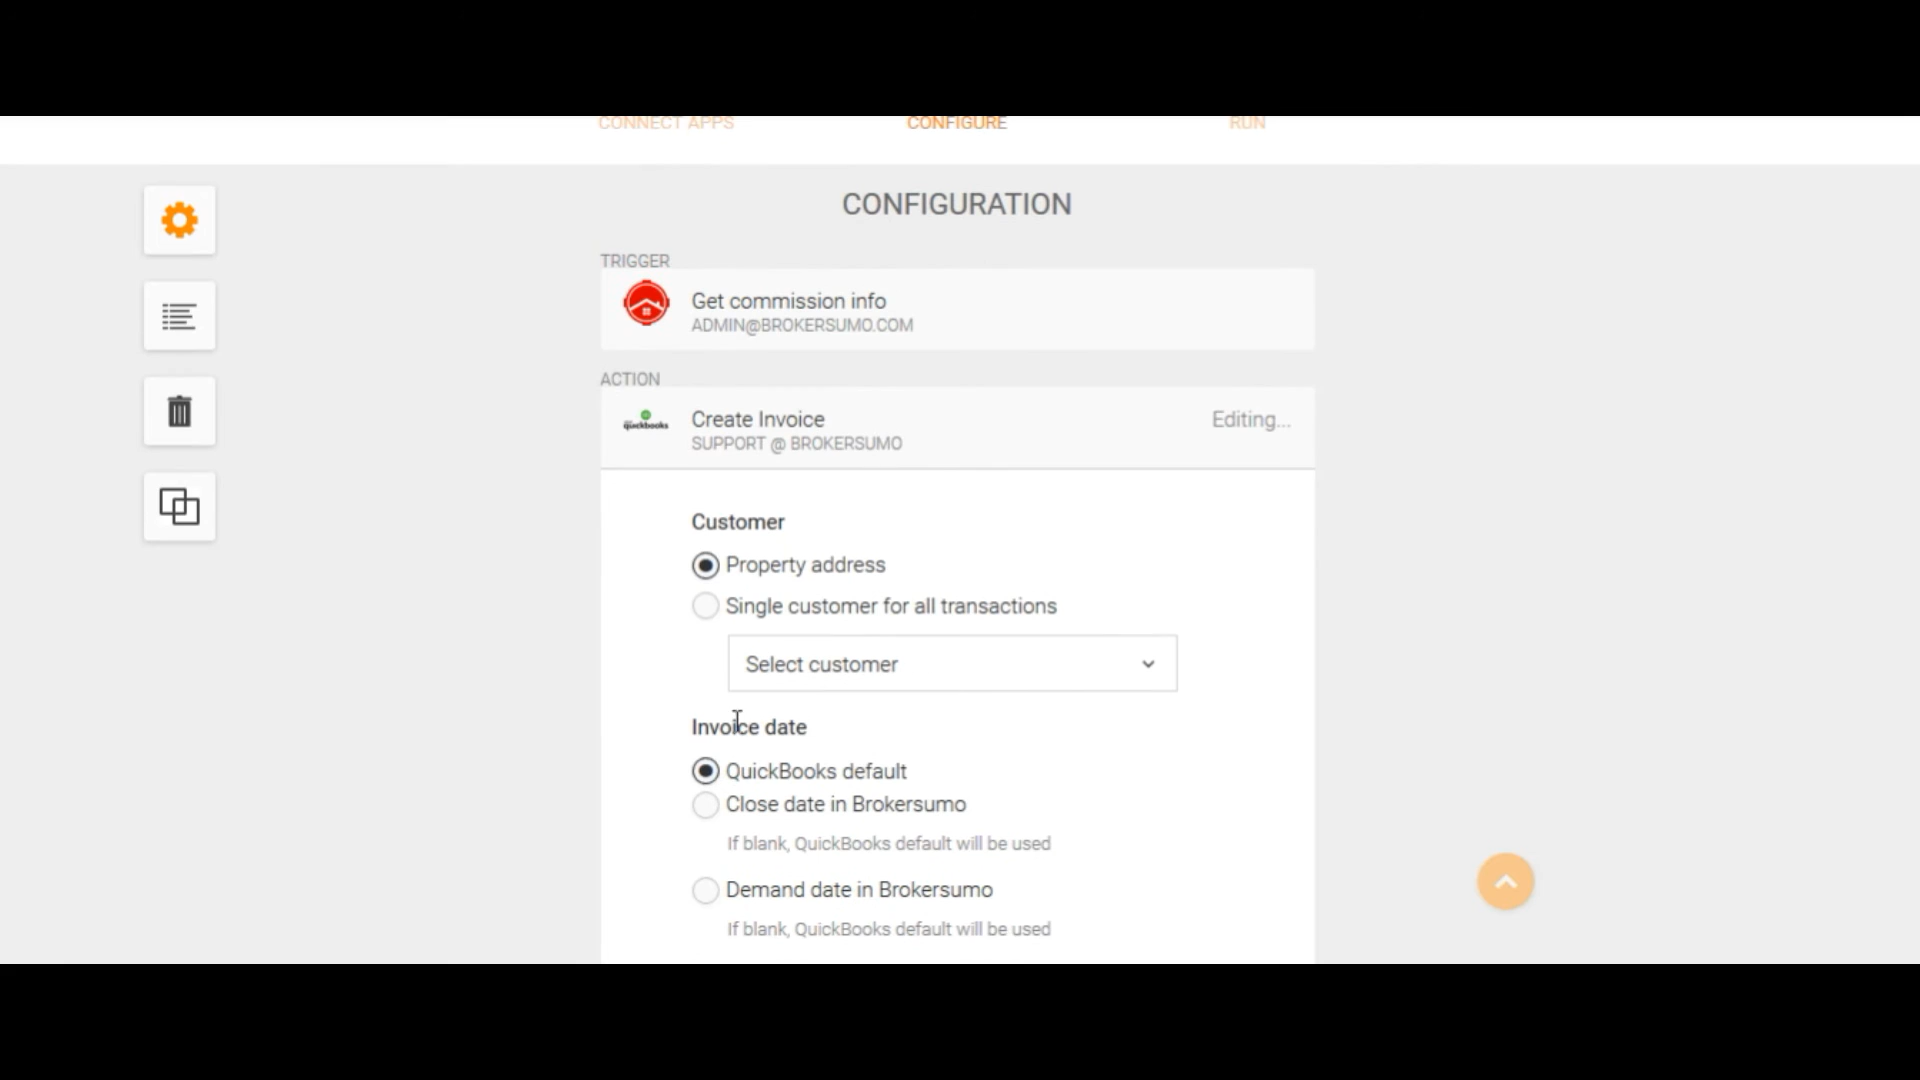 CONNECT APPS
CONFIGURE
RUN
CONFIGURATION
TRIGGER
Get commission info
ADMIN@BROKERSUMO.COM
ACTION
quickbooks
Create Invoice
Editing...
SUPPORT @ BROKERSUMO
Customer
Property address
Single customer for all transactions
Select customer
Invoice date
QuickBooks default
Close date in Brokersumo
If blank, QuickBooks default will be used
Demand date in Brokersumo
If blank, QuickBooks default will be used